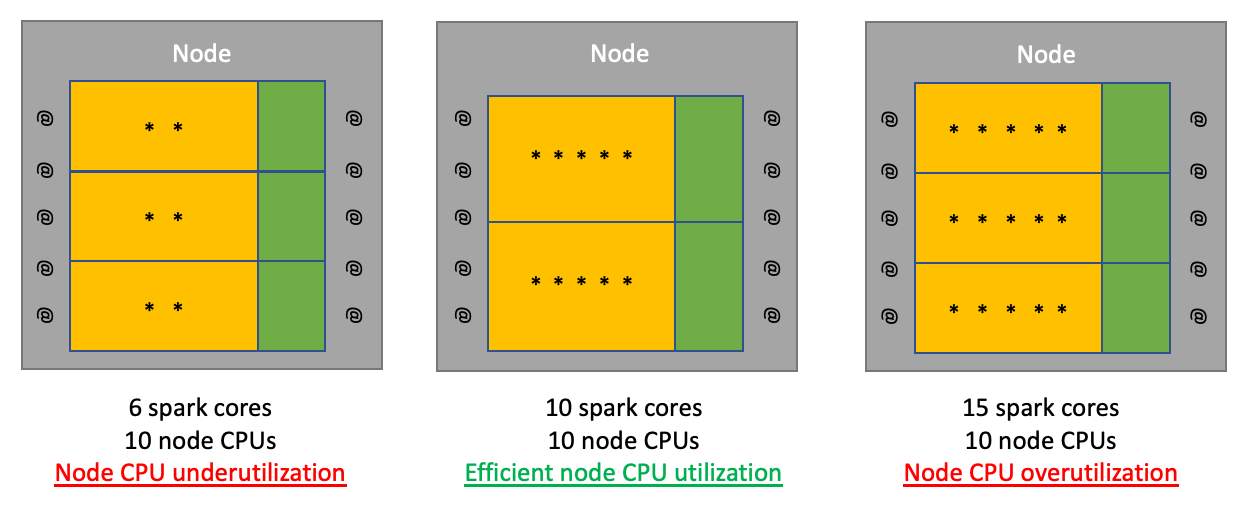 Node
* *
* *
* *
6 spark cores
10 node CPUs
Node CPU underutilization
Node
* * * * *
* * * * *
10 spark cores
10 node CPUs
Efficient node CPU utilization
Node
* * * * *
* * * * *
* * * * *
15 spark cores
10 node CPUs
Node CPU overutilization